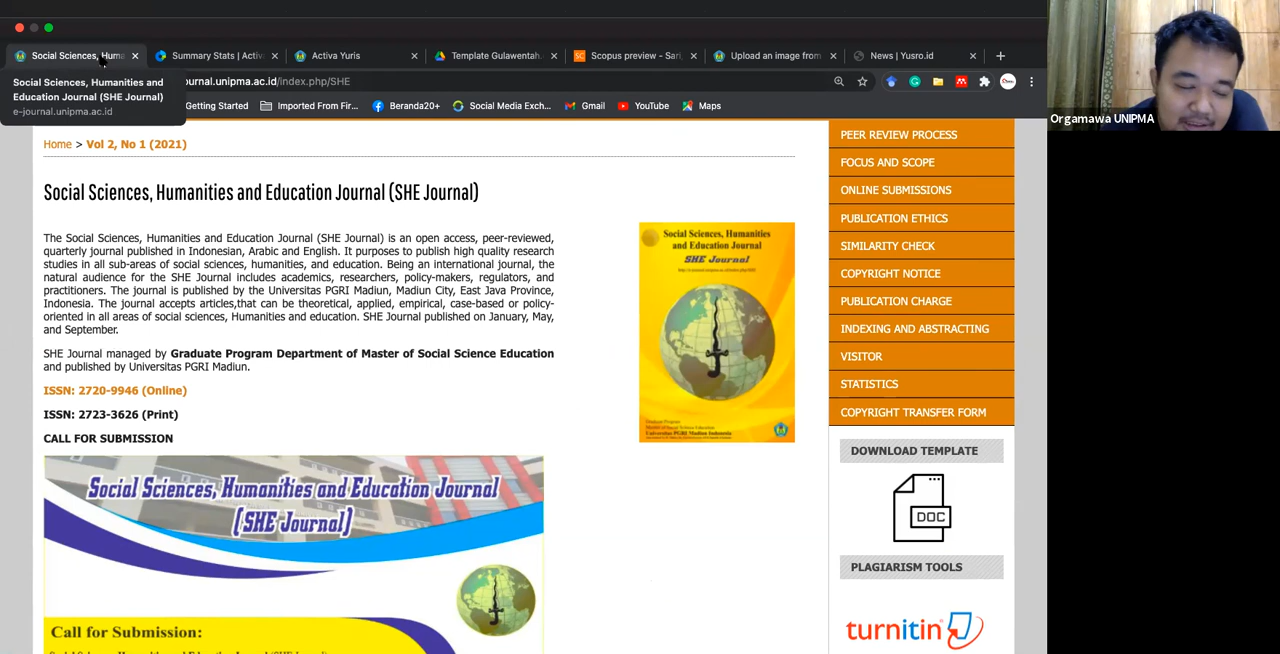 Social Sciences, Huma
Summary Stats | Activ
Activa Yuris
Template Gulawentah
Scopus preview - Sari
Upload an image from
News | Yusro.id
Social Sciences, Humanities and
Education Journal (SHE Journal)
e-journal.unipma.ac.id
ournal.unipma.ac.id/index.php/SHE
Getting Started
Imported From Fir...
Beranda20+
Social Media Exch...
Gmail
YouTube
Maps
Orgamawa UNIPMA
Home > Vol 2, No 1 (2021)
Social Sciences, Humanities and Education Journal (SHE Journal)
The Social Sciences, Humanities and Education Journal (SHE Journal) is an open access, peer-reviewed,
quarterly journal published in Indonesian, Arabic and English. It purposes to publish high quality research
studies in all sub-areas of social sciences, humanities, and education. Being an international journal, the
natural audience for the SHE Journal includes academics, researchers, policy-makers, regulators, and
practitioners. The journal is published by the Universitas PGRI Madiun, Madiun City, East Java Province,
Indonesia. The journal accepts articles,that can be theoretical, applied, empirical, case-based or policy-
oriented in all areas of social sciences, Humanities and education. SHE Journal published on January, May,
and September.
SHE Journal managed by Graduate Program Department of Master of Social Science Education
and published by Universitas PGRI Madiun.
ISSN: 2720-9946 (Online)
ISSN: 2723-3626 (Print)
CALL FOR SUBMISSION
Social Sciences, Humanities and Education Journal
(SHE Journal)
Call for Submission:
Social Sciences, Humanities
and Education Journal
SHE Journal
Universitas PGRI Madiun Indonesia
PEER REVIEW PROCESS
FOCUS AND SCOPE
ONLINE SUBMISSIONS
PUBLICATION ETHICS
SIMILARITY CHECK
COPYRIGHT NOTICE
PUBLICATION CHARGE
INDEXING AND ABSTRACTING
VISITOR
STATISTICS
COPYRIGHT TRANSFER FORM
DOWNLOAD TEMPLATE
DOC
PLAGIARISM TOOLS
turnitin